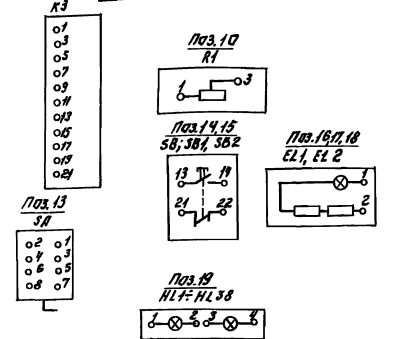 К3
1
3
5
7
9
11
13
15
17
19
21
Поз. 10
R1
1
3
Поз. 14, 15
SB; SB1, SB2
13 14
21 22
Поз. 16, 17, 18
EL1, EL 2
1
2
Поз. 13
SA
2 1
4 3
6 5
8 7
Поз. 19
HL1÷HL38
1 2 3 4